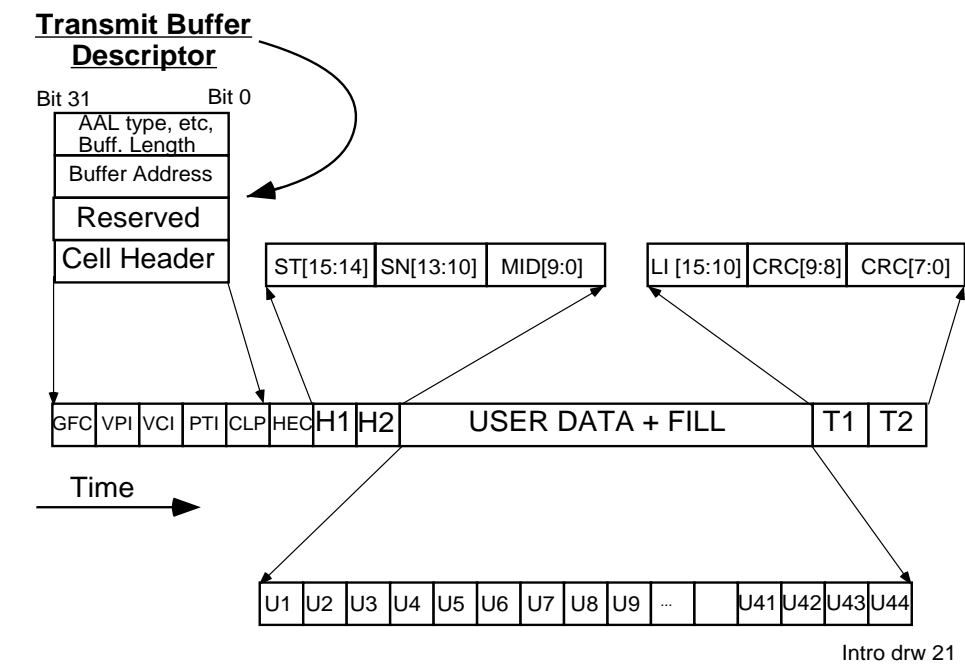 Transmit Buffer
Descriptor
Bit 31 Bit 0
AAL type, etc,
Buff. Length
Buffer Address
Reserved
Cell Header
ST[15:14] SN[13:10] MID[9:0] LI [15:10] CRC[9:8] CRC[7:0]
GFC VPI VCI PTI CLP HEC H1 H2 USER DATA + FILL T1 T2
Time
U1 U2 U3 U4 U5 U6 U7 U8 U9 ... U41 U42 U43 U44
Intro drw 21